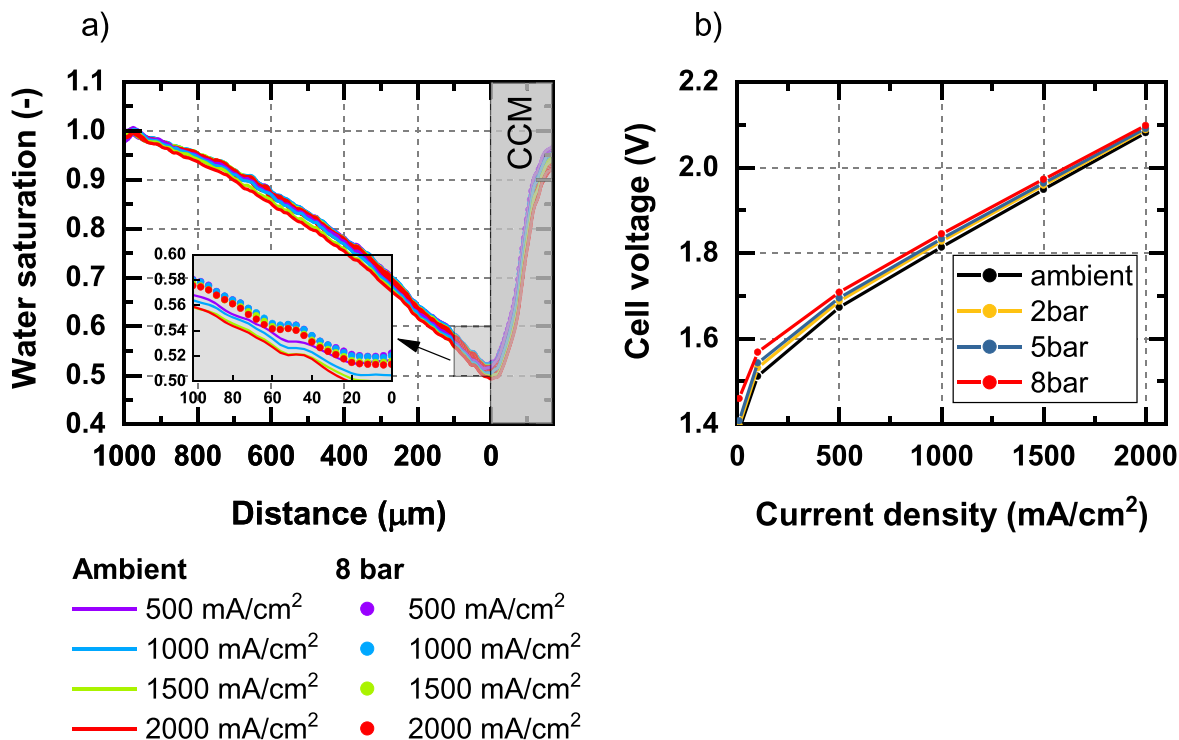 a)
b)
1.1
1.0
0.9
0.8
0.7
0.6
0.5
0.4
Water saturation (-)
CCM
0.60
0.58
0.56
0.54
0.52
0.50
100
80
60
40
20
0
1000
800
600
400
200
0
Distance (μm)
Ambient
500 mA/cm²
1000 mA/cm²
1500 mA/cm²
2000 mA/cm²
8 bar
500 mA/cm²
1000 mA/cm²
1500 mA/cm²
2000 mA/cm²
2.2
2.0
1.8
1.6
1.4
Cell voltage (V)
ambient
2bar
5bar
8bar
0
500
1000
1500
2000
Current density (mA/cm²)